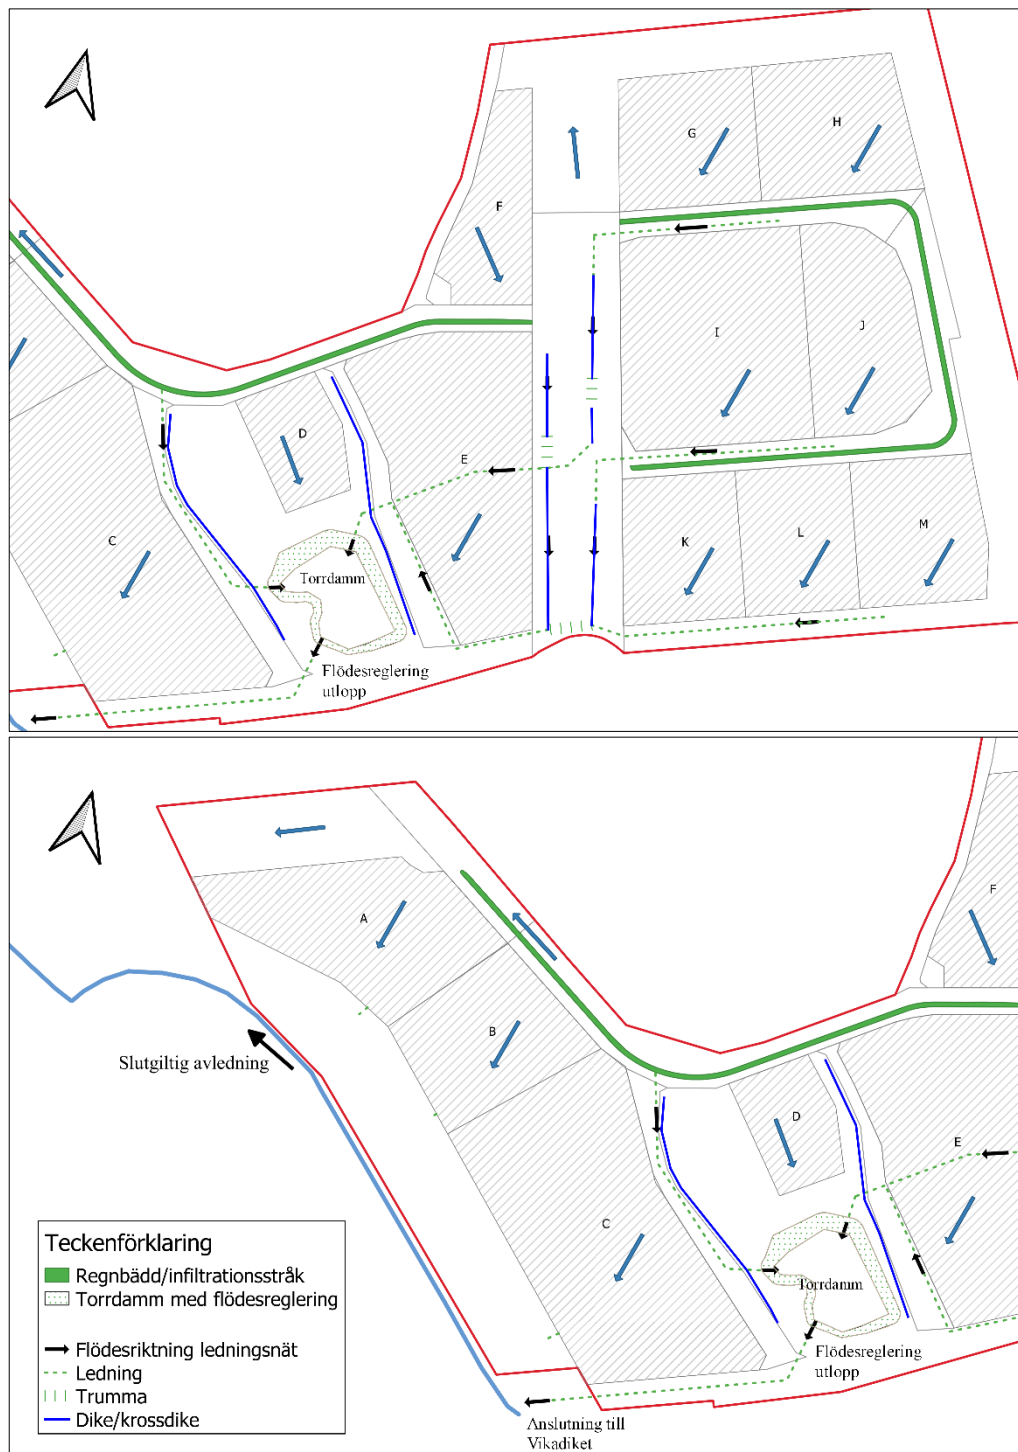 G
H
F
I
J
D
E
C
K
L
M
Torrdamm
Flödesreglering
utlopp
A
F
B
Slutgiltig avledning
D
E
C
Torrdamm
Flödesreglering
utlopp
Anslutning till
Vikadiket
Teckenförklaring
Regnbädd/infiltrationsstråk
Torrdamm med flödesreglering
Flödesriktning ledningsnät
Ledning
Trumma
Dike/krossdike